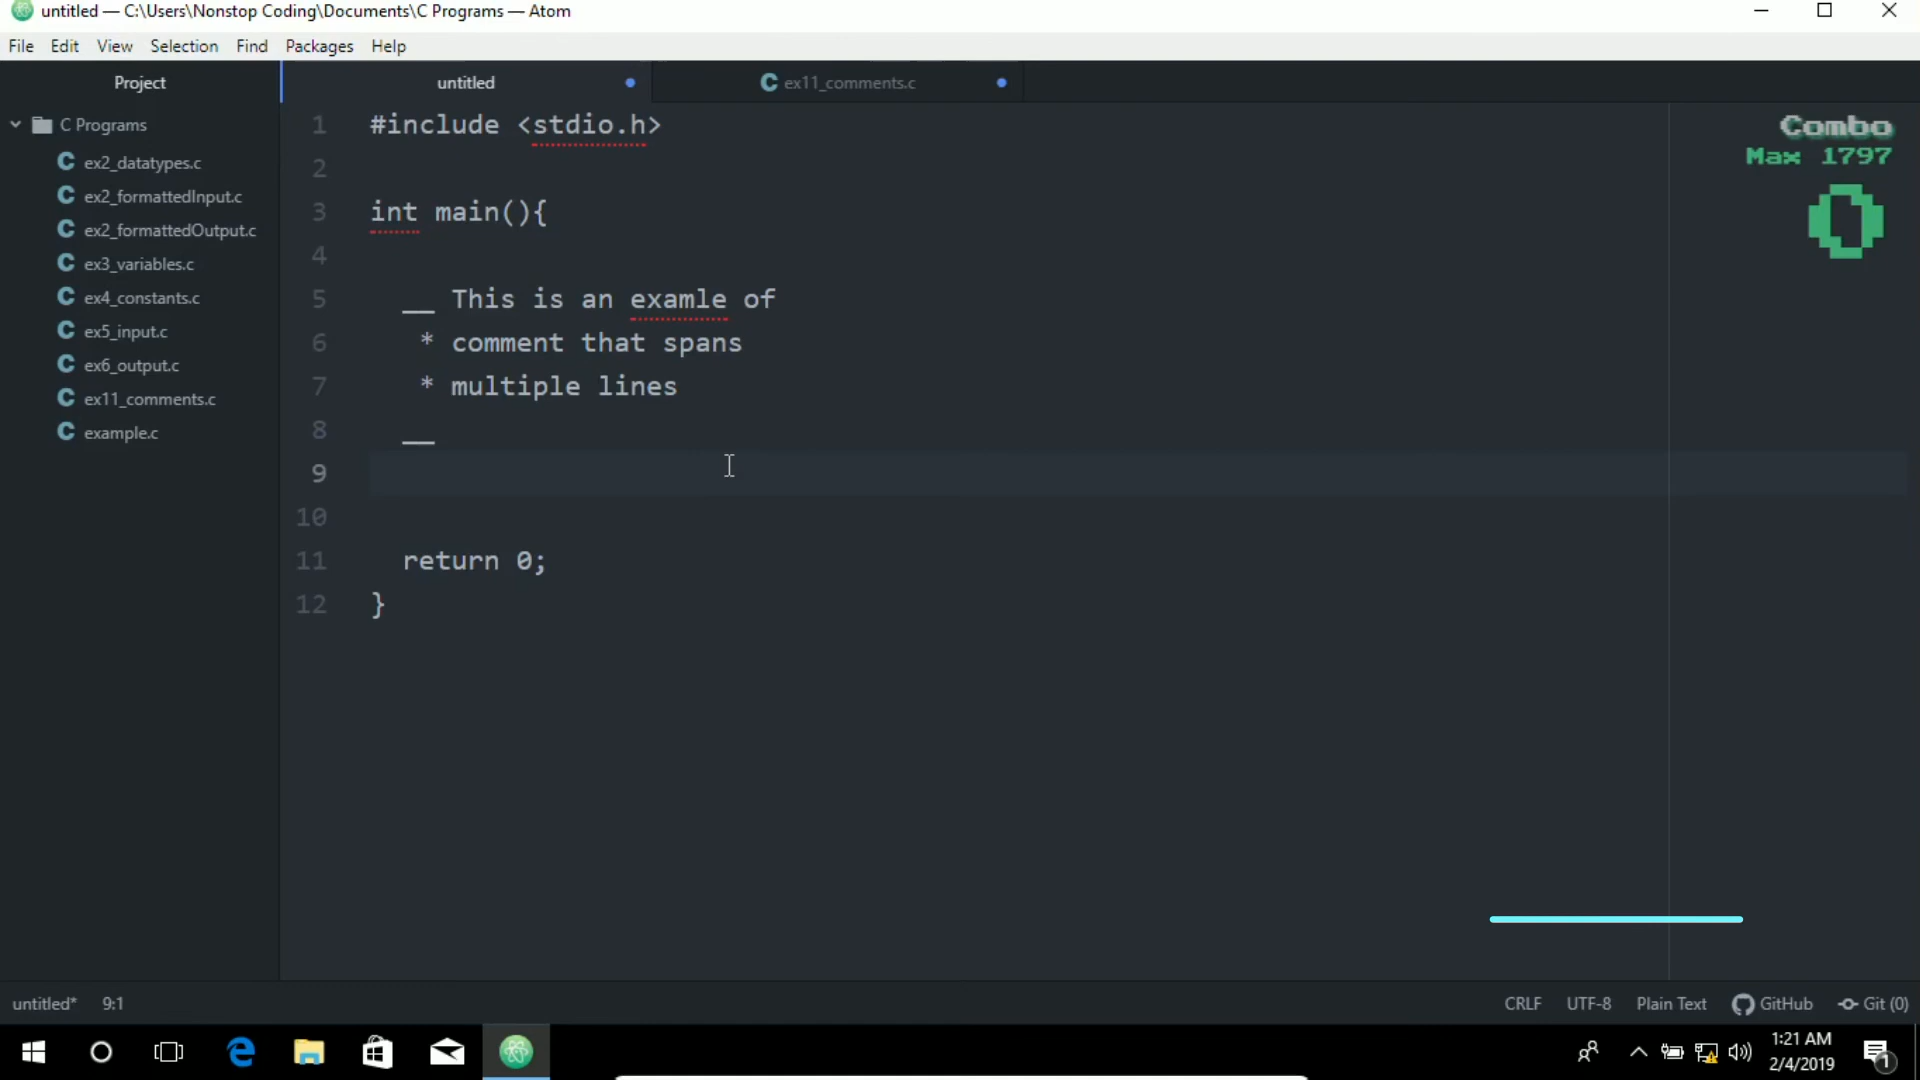 untitled — C:\Users\Nonstop Coding\Documents\C Programs — Atom
File Edit View Selection Find Packages Help
Project
untitled
ex11_comments.c
C Programs
ex2_datatypes.c
ex2_formattedInput.c
ex2_formattedOutput.c
ex3_variables.c
ex4_constants.c
ex5_input.c
ex6_output.c
ex11_comments.c
example.c
1 #include <stdio.h>
2
3 int main(){
4
5 __ This is an examle of
6 * comment that spans
7 * multiple lines
8 __
9
10
11 return 0;
12 }
Combo
Max 1797
0
untitled* 9:1
CRLF UTF-8 Plain Text GitHub Git (0)
1:21 AM
2/4/2019
1